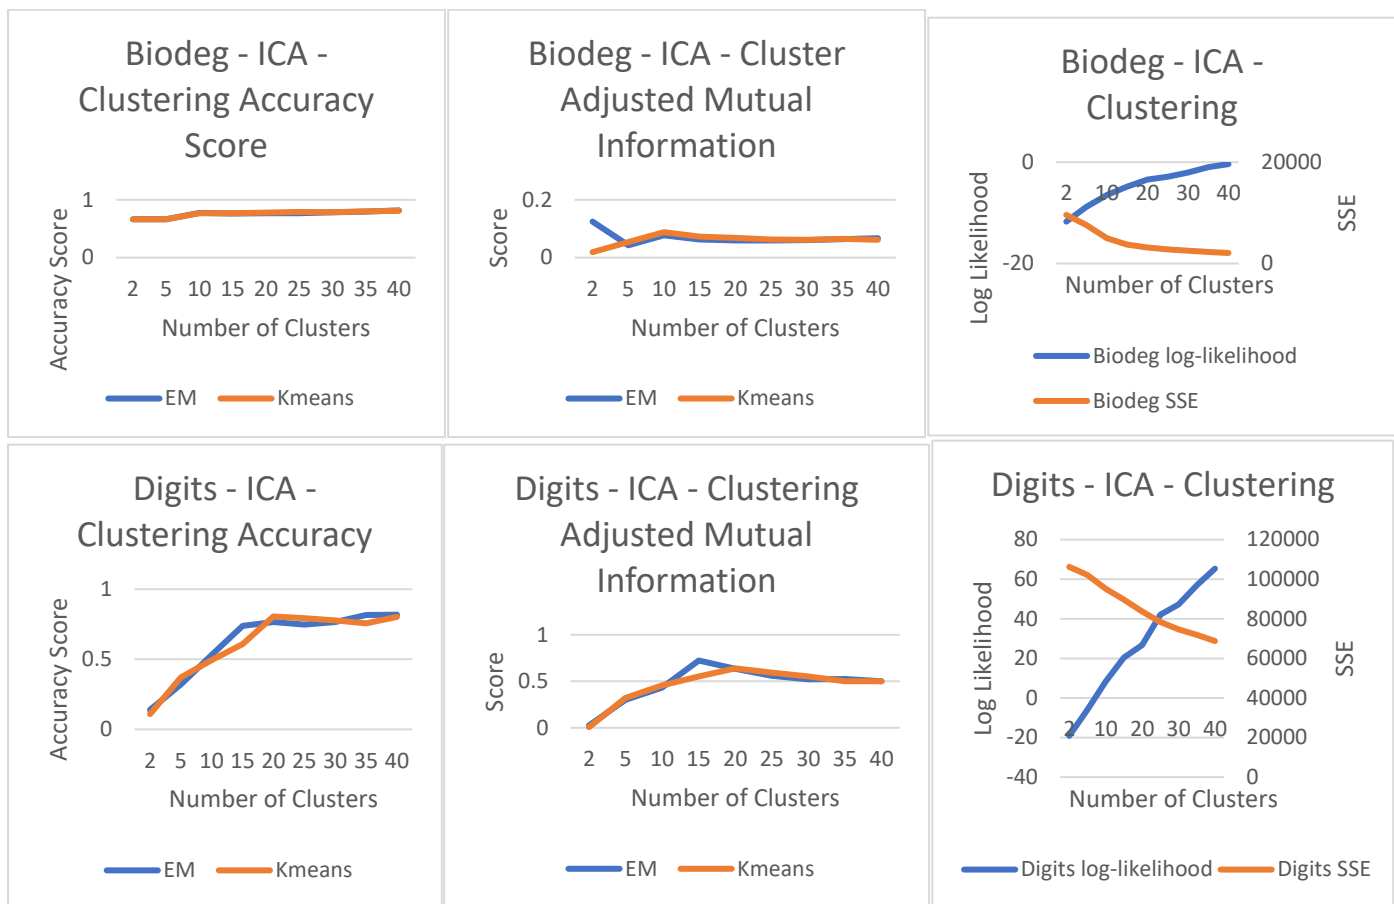 Biodeg - ICA -
Clustering Accuracy
Score
Accuracy Score
1
0
2 5 10 15 20 25 30 35 40
Number of Clusters
EM Kmeans
Biodeg - ICA - Cluster
Adjusted Mutual
Information
Score
0.2
0
2 5 10 15 20 25 30 35 40
Number of Clusters
EM Kmeans
Biodeg - ICA -
Clustering
Log Likelihood
0
-20
2 10 20 30 40
20000
0
SSE
Number of Clusters
Biodeg log-likelihood
Biodeg SSE
Digits - ICA -
Clustering Accuracy
Accuracy Score
1
0.5
0
2 5 10 15 20 25 30 35 40
Number of Clusters
EM Kmeans
Digits - ICA - Clustering
Adjusted Mutual
Information
Score
1
0.5
0
2 5 10 15 20 25 30 35 40
Number of Clusters
EM Kmeans
Digits - ICA - Clustering
Log Likelihood
80
60
40
20
0
-20
-40
2 10 20 30 40
120000
100000
80000
60000
40000
20000
0
SSE
Number of Clusters
Digits log-likelihood Digits SSE